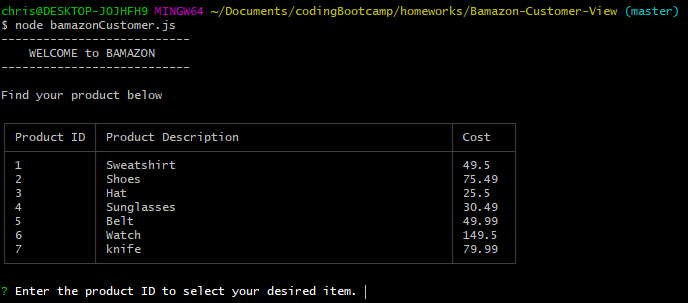 chris@DESKTOP-JOJHFH9 MINGW64 ~/Documents/codingBootcamp/homeworks/Bamazon-Customer-View (master)
$ node bamazonCustomer.js
---------------------------
WELCOME to BAMAZON
---------------------------
Find your product below
Product ID Product Description Cost
1 Sweatshirt 49.5
2 Shoes 75.49
3 Hat 25.5
4 Sunglasses 30.49
5 Belt 49.99
6 Watch 149.5
7 knife 79.99
? Enter the product ID to select your desired item.